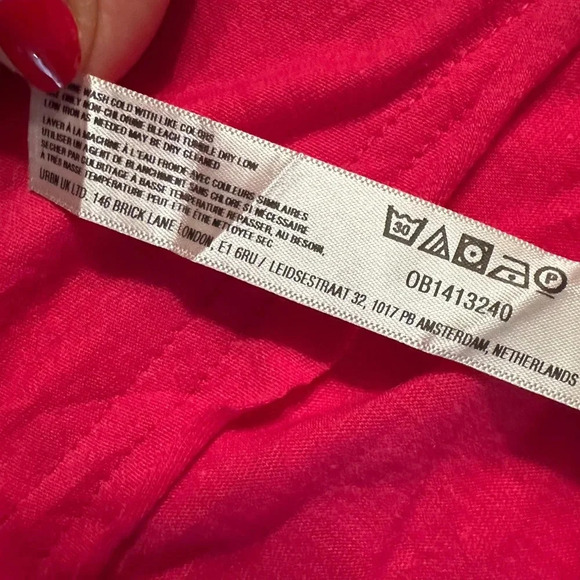 WASH COLD WITH LIKE COLORS
ONLY NON-CHLORINE BLEACH TUMBLE DRY LOW
LOW IRON AS NEEDED MAY BE DRY CLEANED
LAVER À LA MACHINE À L'EAU FROIDE AVEC COULEURS SIMILAIRES
UTILISER UN AGENT DE BLANCHIMENT SANS CHLORE SI NÉCESSAIRE
SÉCHER PAR CULBUTAGE À BASSE TEMPÉRATURE REPASSER, AU BESOIN,
À TRÈS BASSE TEMPÉRATURE PEUT-ÊTRE NETTOYÉE SEC
URBN UK LTD, 146 BRICK LANE LONDON, E1 6RU / LEIDSESTRAAT 32, 1017 PB AMSTERDAM, NETHERLANDS
30 P
OB1413240